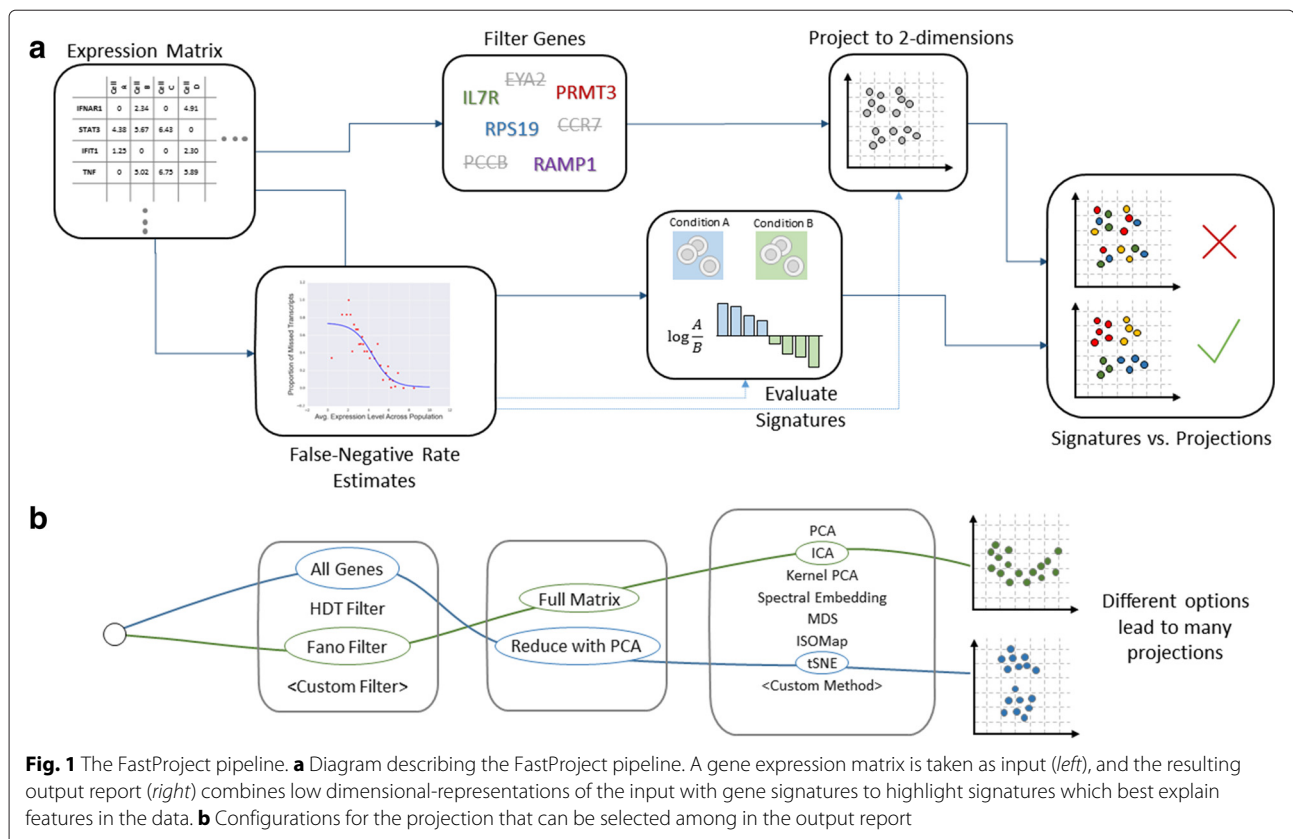 a
Expression Matrix
Cell A Cell B Cell C Cell D
IFNAR1 0 2.34 0 4.91
STAT3 4.38 5.67 6.43 0
IFIT1 1.25 0 0 2.30
TNF 0 5.02 6.75 5.89
Filter Genes
EYA2
IL7R
PRMT3
RPS19
CCR7
PCCB
RAMP1
Project to 2-dimensions
Proportion of Missed Transcripts
Avg. Expression Level Across Population
False-Negative Rate
Estimates
Condition A
Condition B
log A/B
Evaluate
Signatures
Signatures vs. Projections
b
All Genes
HDT Filter
Fano Filter
<Custom Filter>
Full Matrix
Reduce with PCA
PCA
ICA
Kernel PCA
Spectral Embedding
MDS
ISOMap
tSNE
<Custom Method>
Different options
lead to many
projections
Fig. 1 The FastProject pipeline. a Diagram describing the FastProject pipeline. A gene expression matrix is taken as input (left), and the resulting
output report (right) combines low dimensional-representations of the input with gene signatures to highlight signatures which best explain
features in the data. b Configurations for the projection that can be selected among in the output report